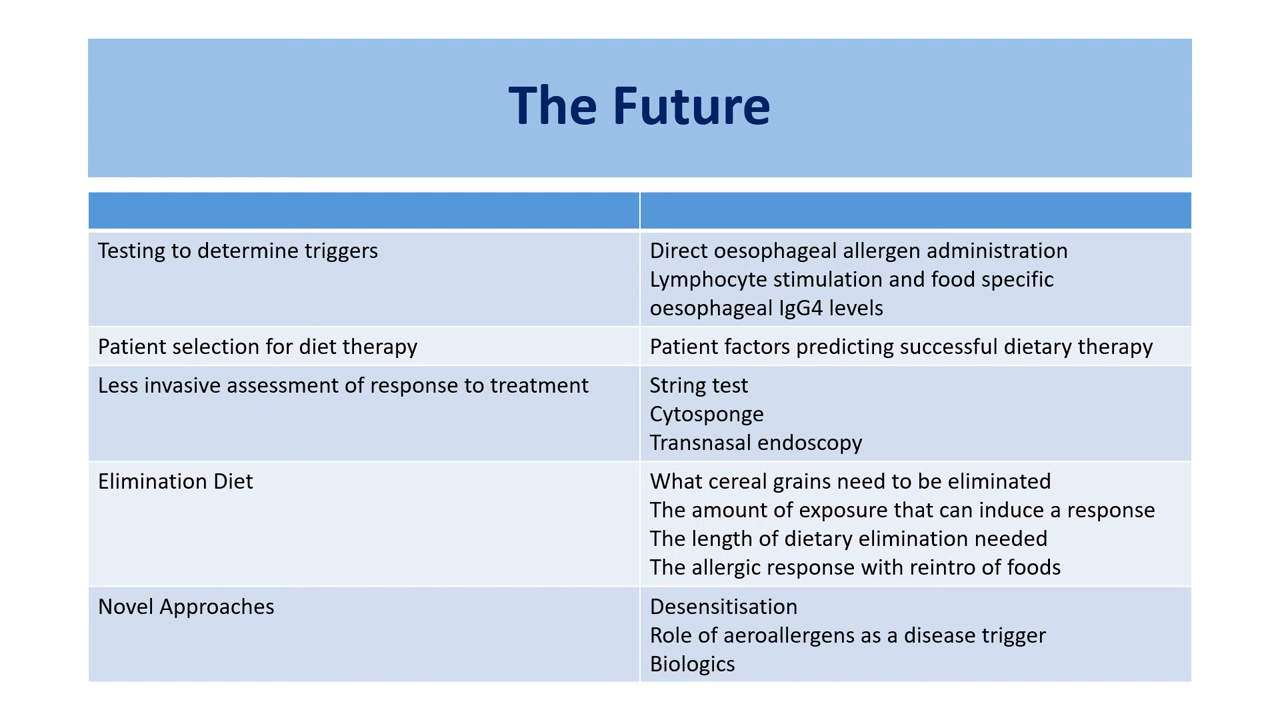 The Future
Testing to determine triggers
Direct oesophageal allergen administration
Lymphocyte stimulation and food specific
oesophageal IgG4 levels
Patient selection for diet therapy
Patient factors predicting successful dietary therapy
Less invasive assessment of response to treatment
String test
Cytosponge
Transnasal endoscopy
Elimination Diet
What cereal grains need to be eliminated
The amount of exposure that can induce a response
The length of dietary elimination needed
The allergic response with reintro of foods
Novel Approaches
Desensitisation
Role of aeroallergens as a disease trigger
Biologics